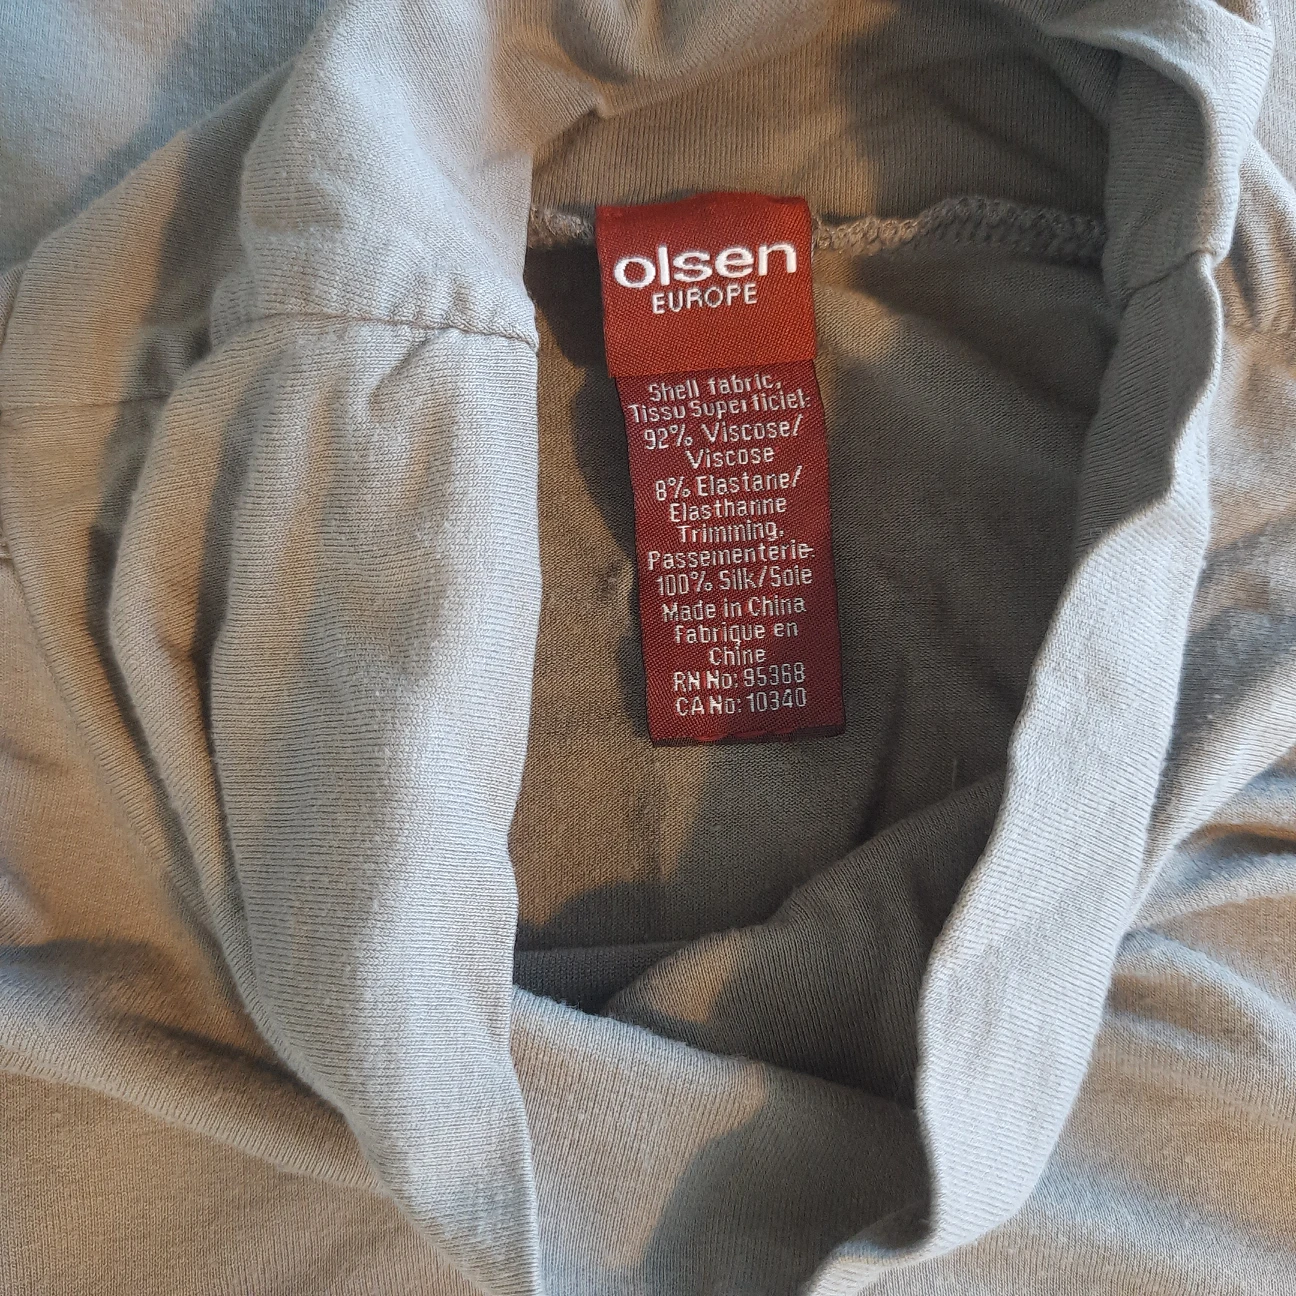 olsen
EUROPE
Shell fabric,
Tissu Superficiel:
92% Viscose/
Viscose
8% Elastane/
Elasthanne
Trimming,
Passementerie:
100% Silk/Soie
Made in China
Fabrique en
Chine
RN No: 95368
CA No: 10340